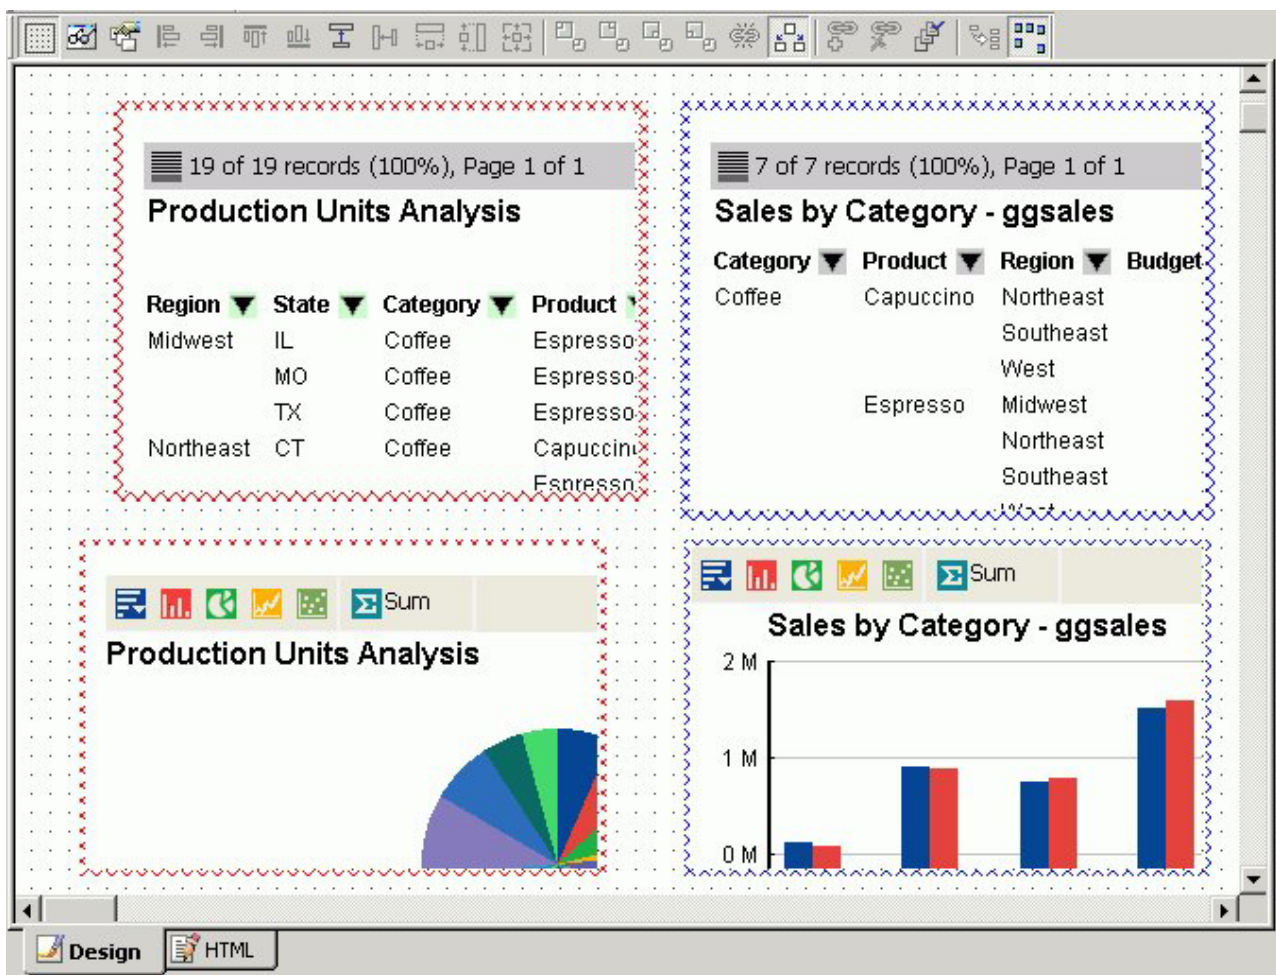 19 of 19 records (100%), Page 1 of 1
Production Units Analysis
Region State Category Product
Midwest IL Coffee Espresso
MO Coffee Espresso
TX Coffee Espresso
Northeast CT Coffee Capuccin
Espresso
7 of 7 records (100%), Page 1 of 1
Sales by Category - ggsales
Category Product Region Budget
Coffee Capuccino Northeast
Southeast
West
Espresso Midwest
Northeast
Southeast
West
Sum
Production Units Analysis
Sum
Sales by Category - ggsales
2 M
1 M
0 M
Design HTML